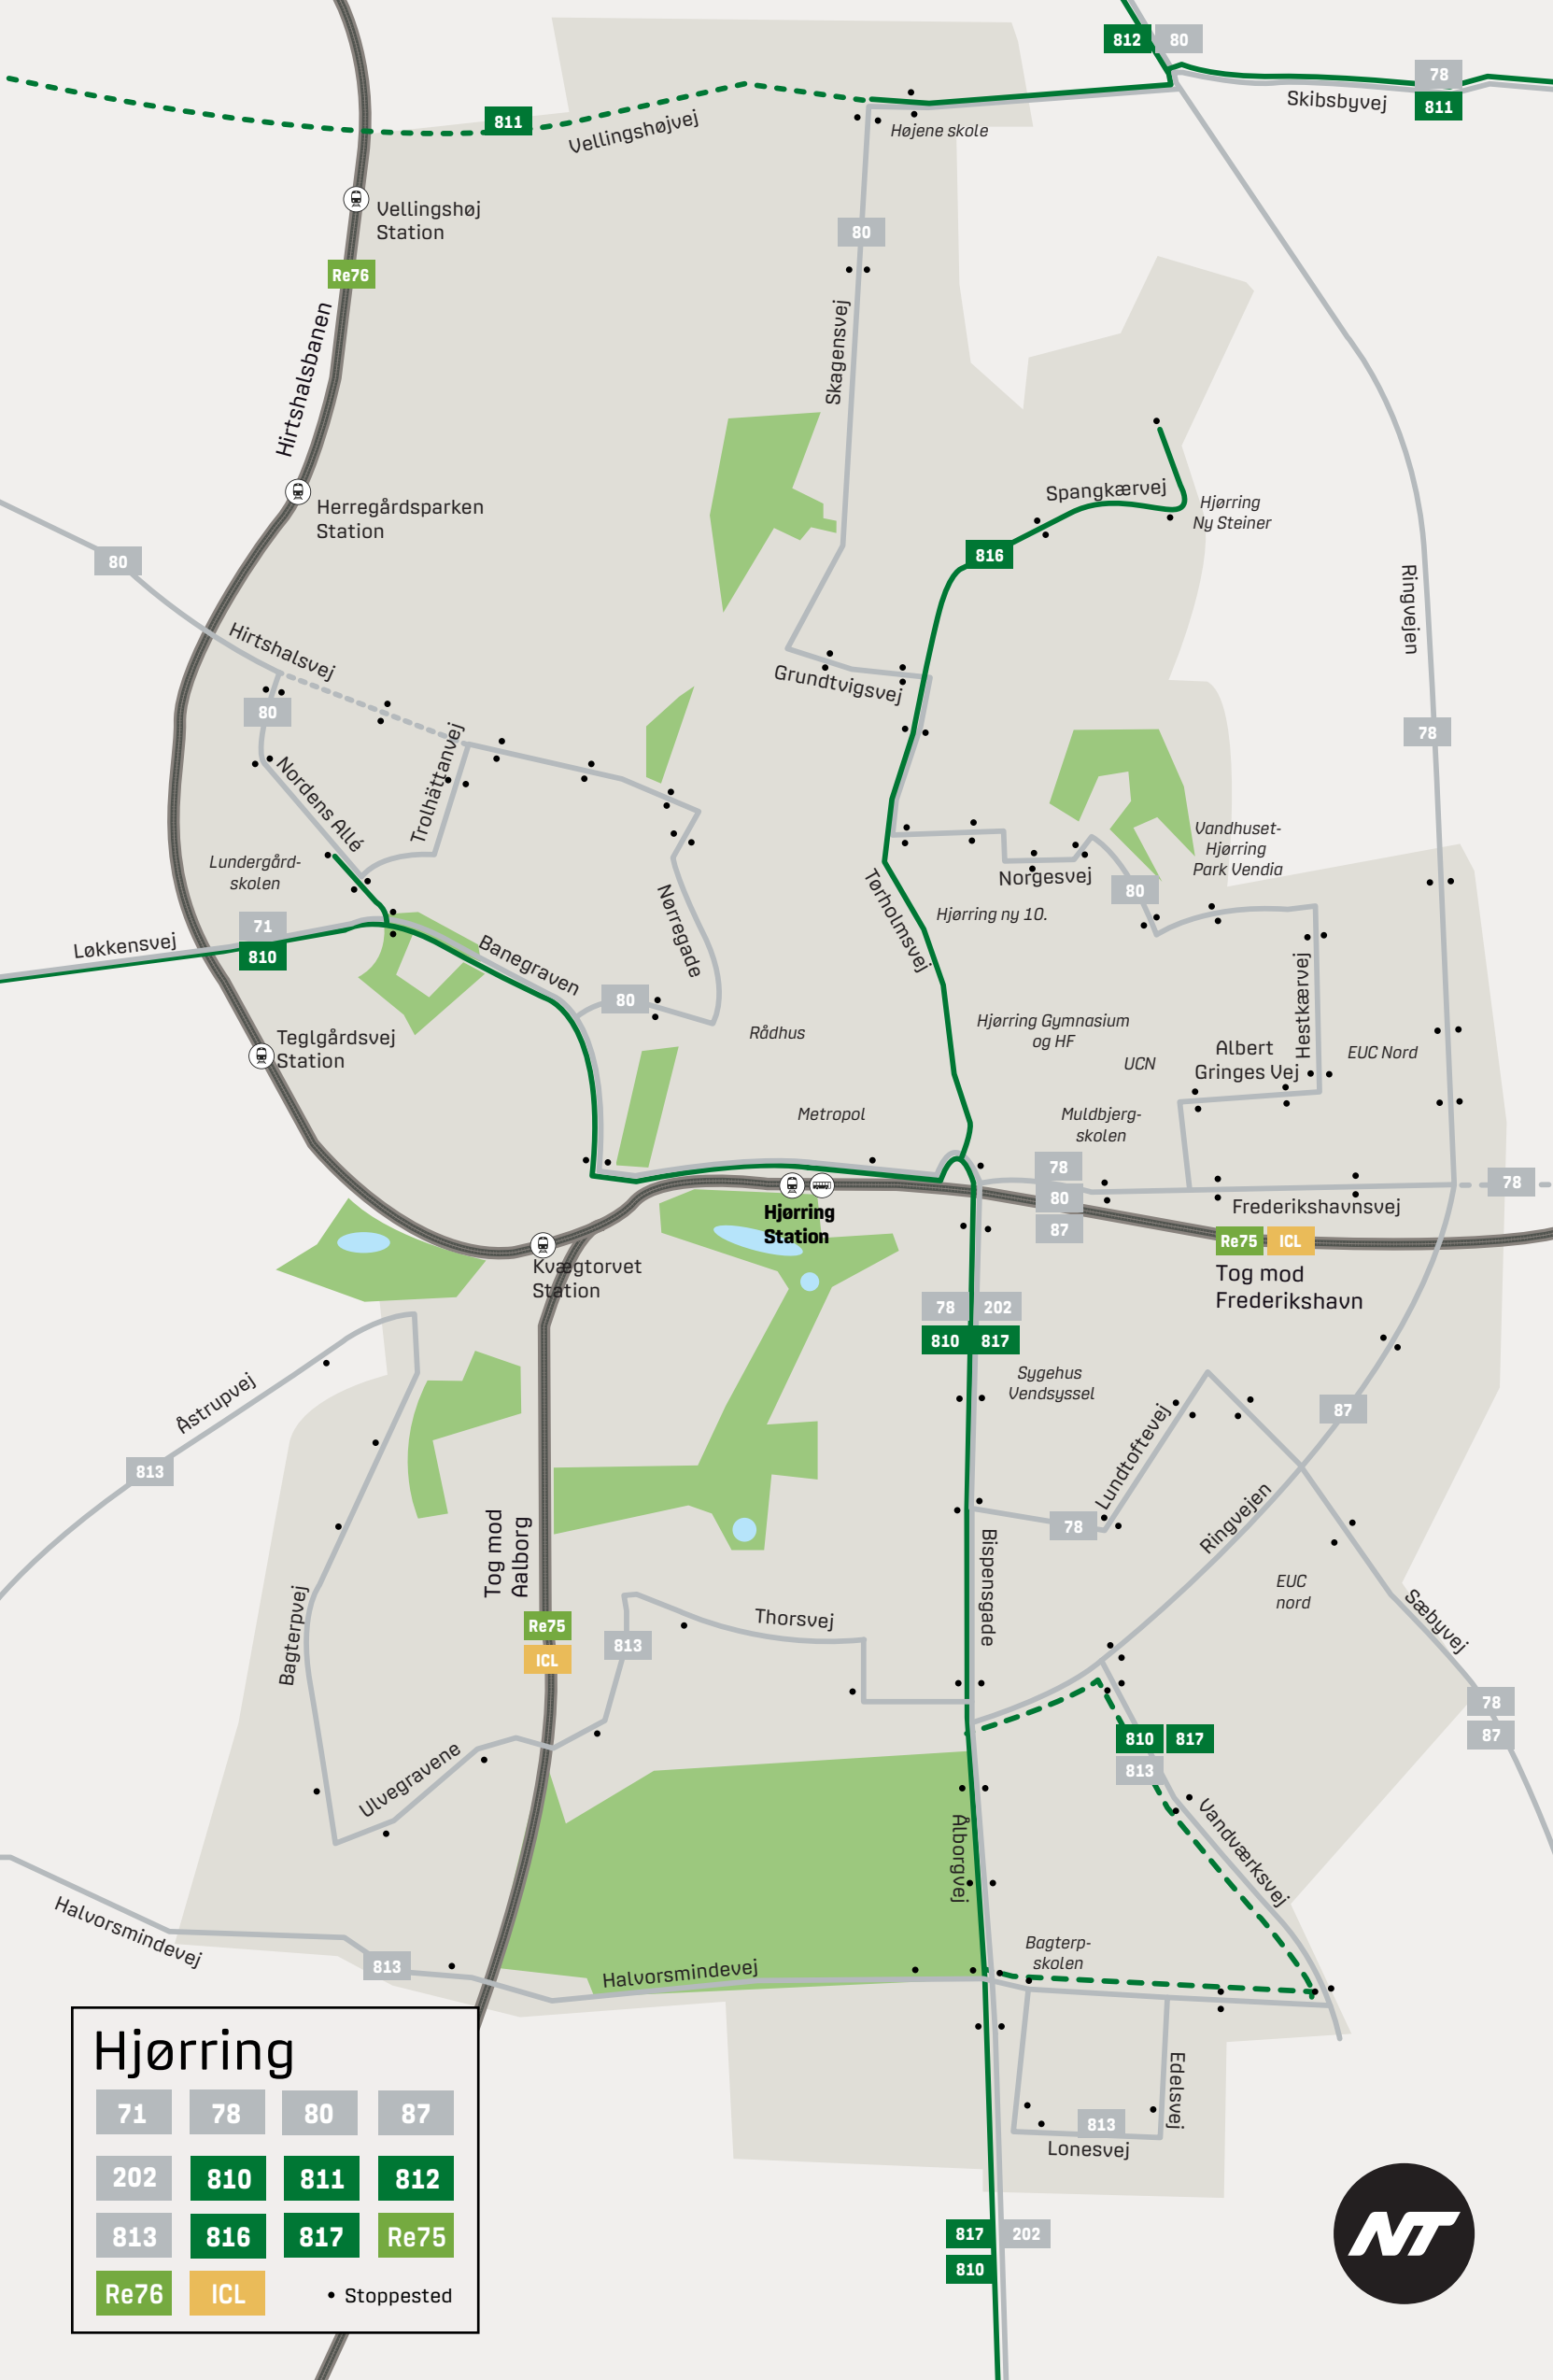 812
80
78
Skibsbyvej
811
811
Vellingshøjvej
Højene skole
Vellingshøj
Station
80
Re76
Hirtshalsbanen
Skagensvej
Herregårdsparken
Station
Spangkærvej
Hjørring
Ny Steiner
816
80
Ringvejen
Hirtshalsvej
Grundtvigsvej
80
78
Trolhättanvej
Nordens Allé
Lundergård-
skolen
Vandhuset-
Hjørring
Park Vendia
Norgesvej
80
Tørholmsvej
Hjørring ny 10.
Nørregade
71
Løkkensvej
810
Banegraven
80
Hestkærvej
Rådhus
Hjørring Gymnasium
og HF
UCN
Albert
Gringes Vej
EUC Nord
Teglgårdsvej
Station
Metropol
Muldbjerg-
skolen
78
80
87
78
Frederikshavnsvej
Hjørring
Station
Re75
ICL
Tog mod
Frederikshavn
Kvægtorvet
Station
78
202
810
817
Sygehus
Vendsyssel
Åstrupvej
87
Lundtoftevej
813
78
Ringvejen
Tog mod
Aalborg
Bispensgade
EUC
nord
Sæbyvej
Bagterpvej
Thorsvej
Re75
813
ICL
78
87
810
817
813
Ulvegravene
Vandværksvej
Ålborgvej
Halvorsmindevej
813
Halvorsmindevej
Bagterp-
skolen
Edelsvej
813
Lonesvej
817
202
810
Hjørring
71
78
80
87
202
810
811
812
813
816
817
Re75
Re76
ICL
Stoppested
NT